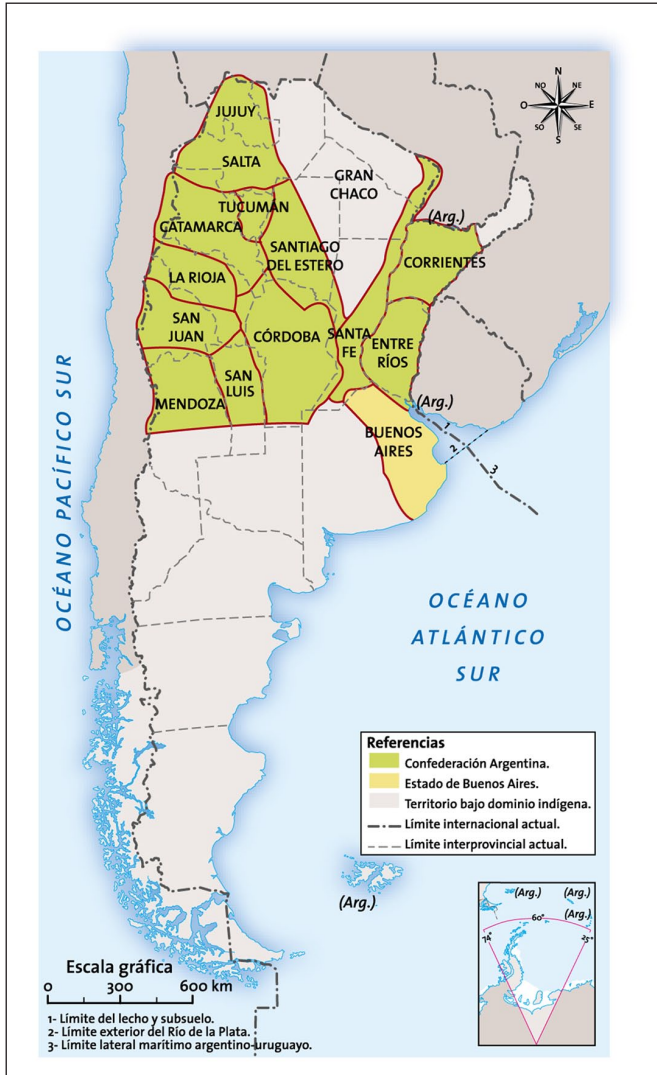 N
NO
NE
O
E
SO
SE
S
JUJUY
SALTA
GRAN
CHACO
TUCUMÁN
CATAMARCA
(Arg.)
SANTIAGO
DEL ESTERO
CORRIENTES
LA RIOJA
SAN
JUAN
CÓRDOBA
SANTA
FE
ENTRE
RÍOS
SAN
LUIS
MENDOZA
(Arg.)
BUENOS
AIRES
1
2
3
OCÉANO PACÍFICO SUR
OCÉANO
ATLÁNTICO
SUR
Referencias
Confederación Argentina.
Estado de Buenos Aires.
Territorio bajo dominio indígena.
Límite internacional actual.
Límite interprovincial actual.
(Arg.)
(Arg.)
(Arg.)
(Arg.)
60°
74°
25°
Escala gráfica
0 300 600 km
1- Límite del lecho y subsuelo.
2- Límite exterior del Río de la Plata.
3- Límite lateral marítimo argentino-uruguayo.